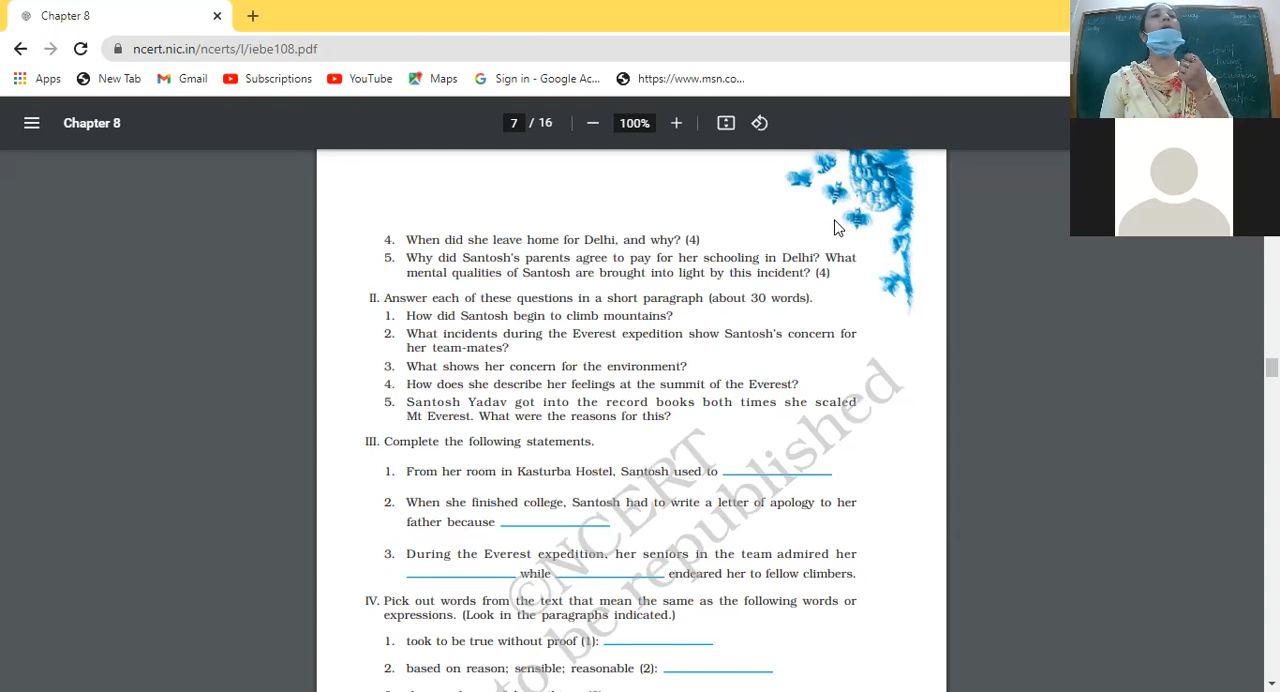 Chapter 8
ncert.nic.in/ncerts/l/iebe108.pdf
Apps New Tab Gmail Subscriptions YouTube Maps Sign in - Google Ac... https://www.msn.co...
Chapter 8 7 / 16 100%
4. When did she leave home for Delhi, and why? (4)
5. Why did Santosh's parents agree to pay for her schooling in Delhi? What
mental qualities of Santosh are brought into light by this incident? (4)
II. Answer each of these questions in a short paragraph (about 30 words).
1. How did Santosh begin to climb mountains?
2. What incidents during the Everest expedition show Santosh's concern for
her team-mates?
3. What shows her concern for the environment?
4. How does she describe her feelings at the summit of the Everest?
5. Santosh Yadav got into the record books both times she scaled
Mt Everest. What were the reasons for this?
III. Complete the following statements.
1. From her room in Kasturba Hostel, Santosh used to
2. When she finished college, Santosh had to write a letter of apology to her
father because
3. During the Everest expedition, her seniors in the team admired her
while endeared her to fellow climbers.
IV. Pick out words from the text that mean the same as the following words or
expressions. (Look in the paragraphs indicated.)
1. took to be true without proof (1):
2. based on reason; sensible; reasonable (2):
©NCERT
to be republished